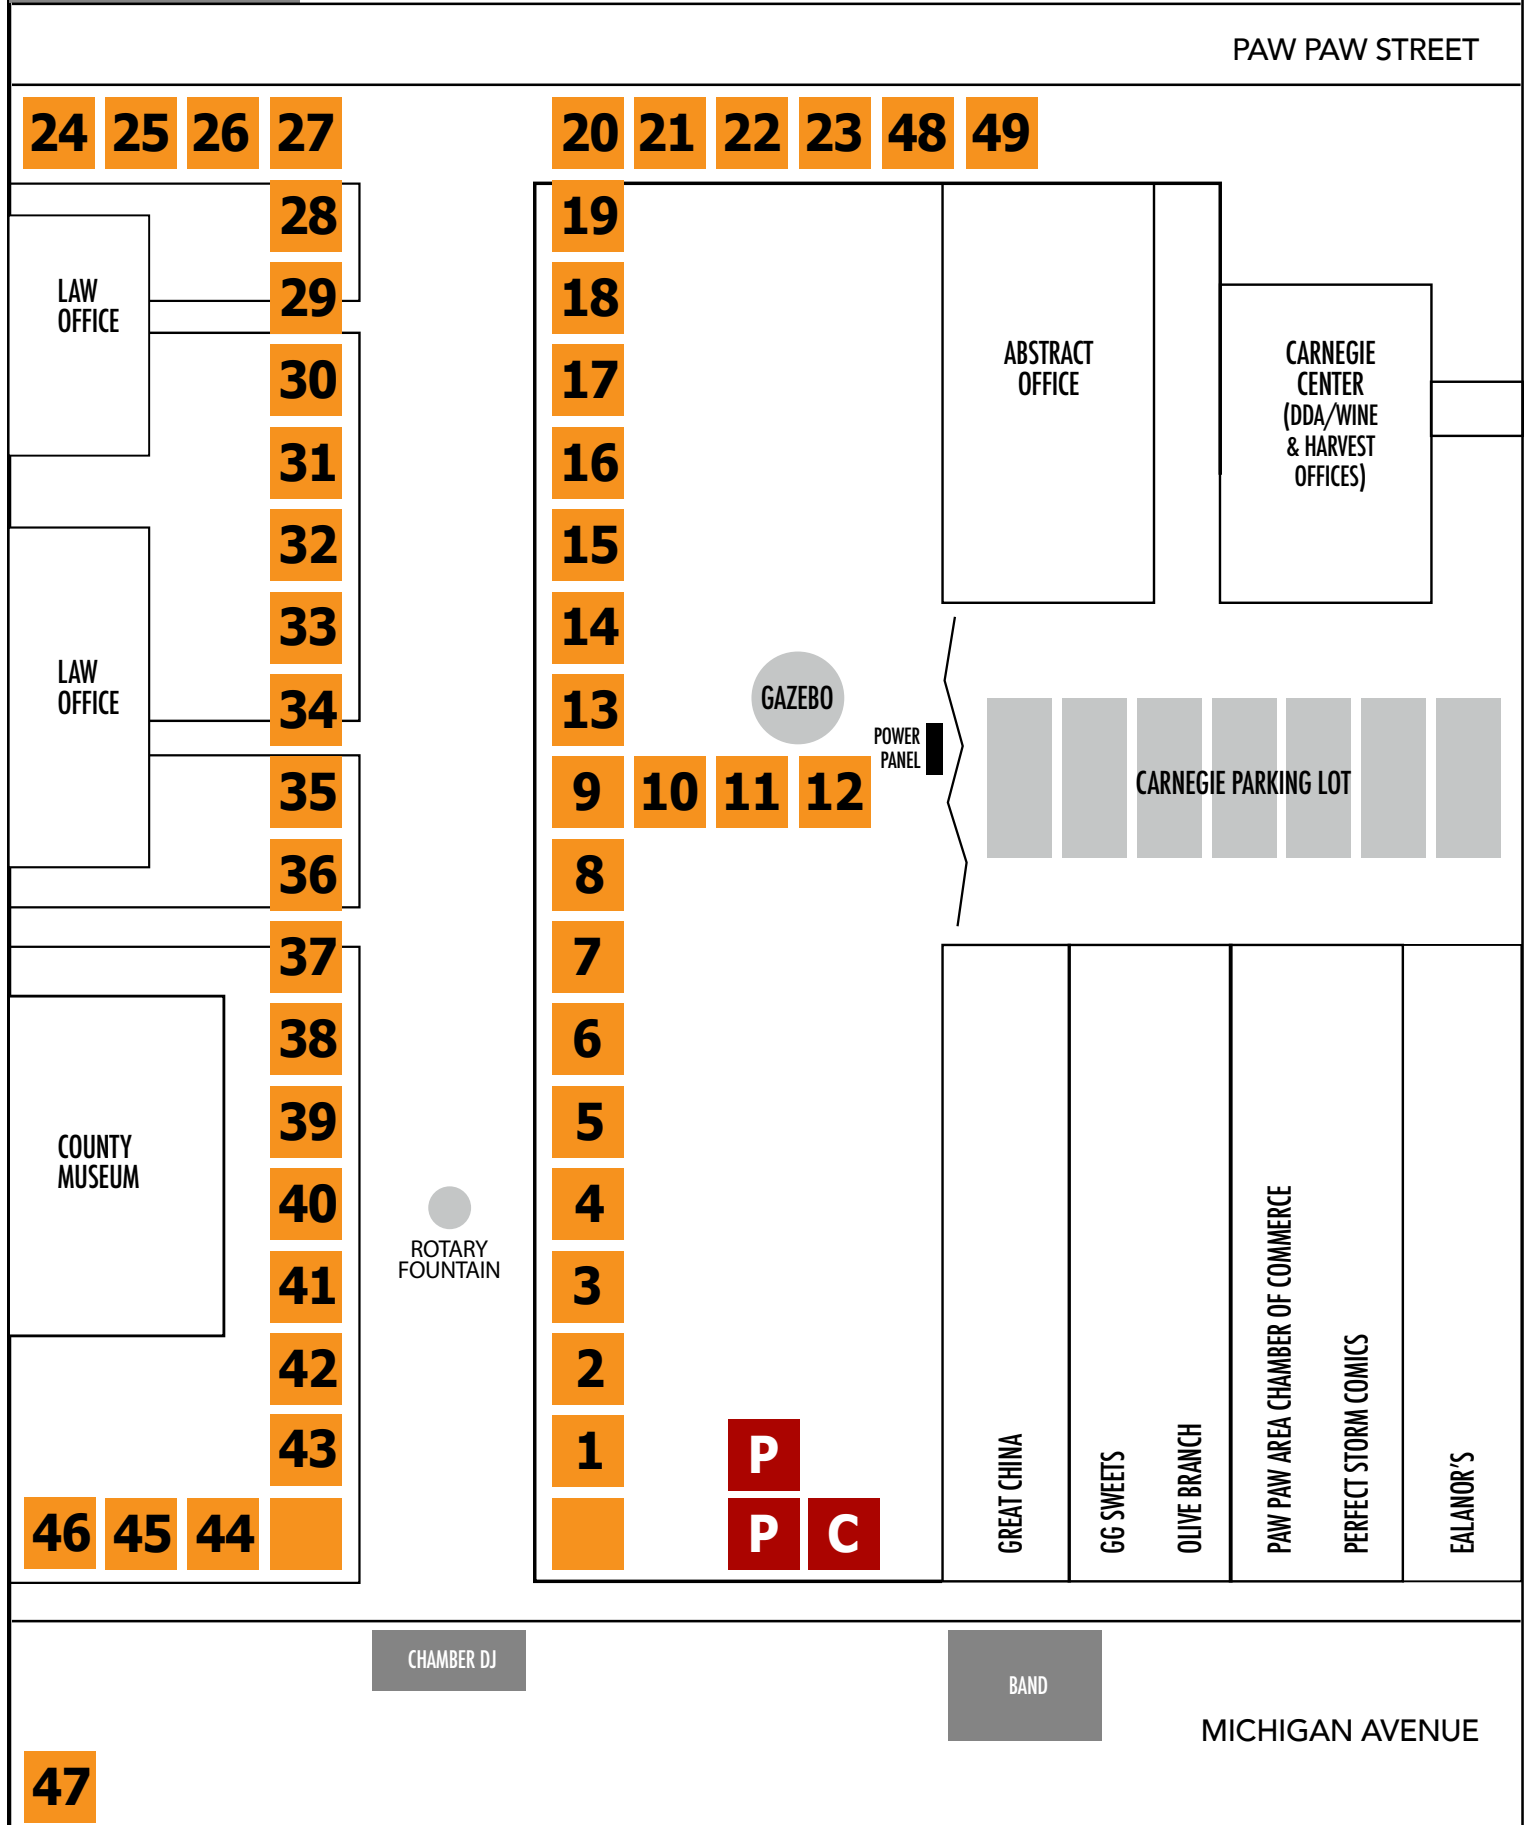 PAW PAW STREET
24 25 26 27 20 21 22 23 48 49
28 19
29 18
LAW
OFFICE
30 17
ABSTRACT
OFFICE
CARNEGIE
CENTER
(DDA/WINE
& HARVEST
OFFICES)
31 16
32 15
33 14
LAW
OFFICE
34 13
GAZEBO
POWER
PANEL
35 9 10 11 12
CARNEGIE PARKING LOT
36 8
37 7
38 6
39 5
COUNTY
MUSEUM
40 4
ROTARY
FOUNTAIN
41 3
42 2
43 1 P
46 45 44 P C
GREAT CHINA
GG SWEETS
OLIVE BRANCH
PAW PAW AREA CHAMBER OF COMMERCE
PERFECT STORM COMICS
EALANOR'S
CHAMBER DJ
BAND
MICHIGAN AVENUE
47